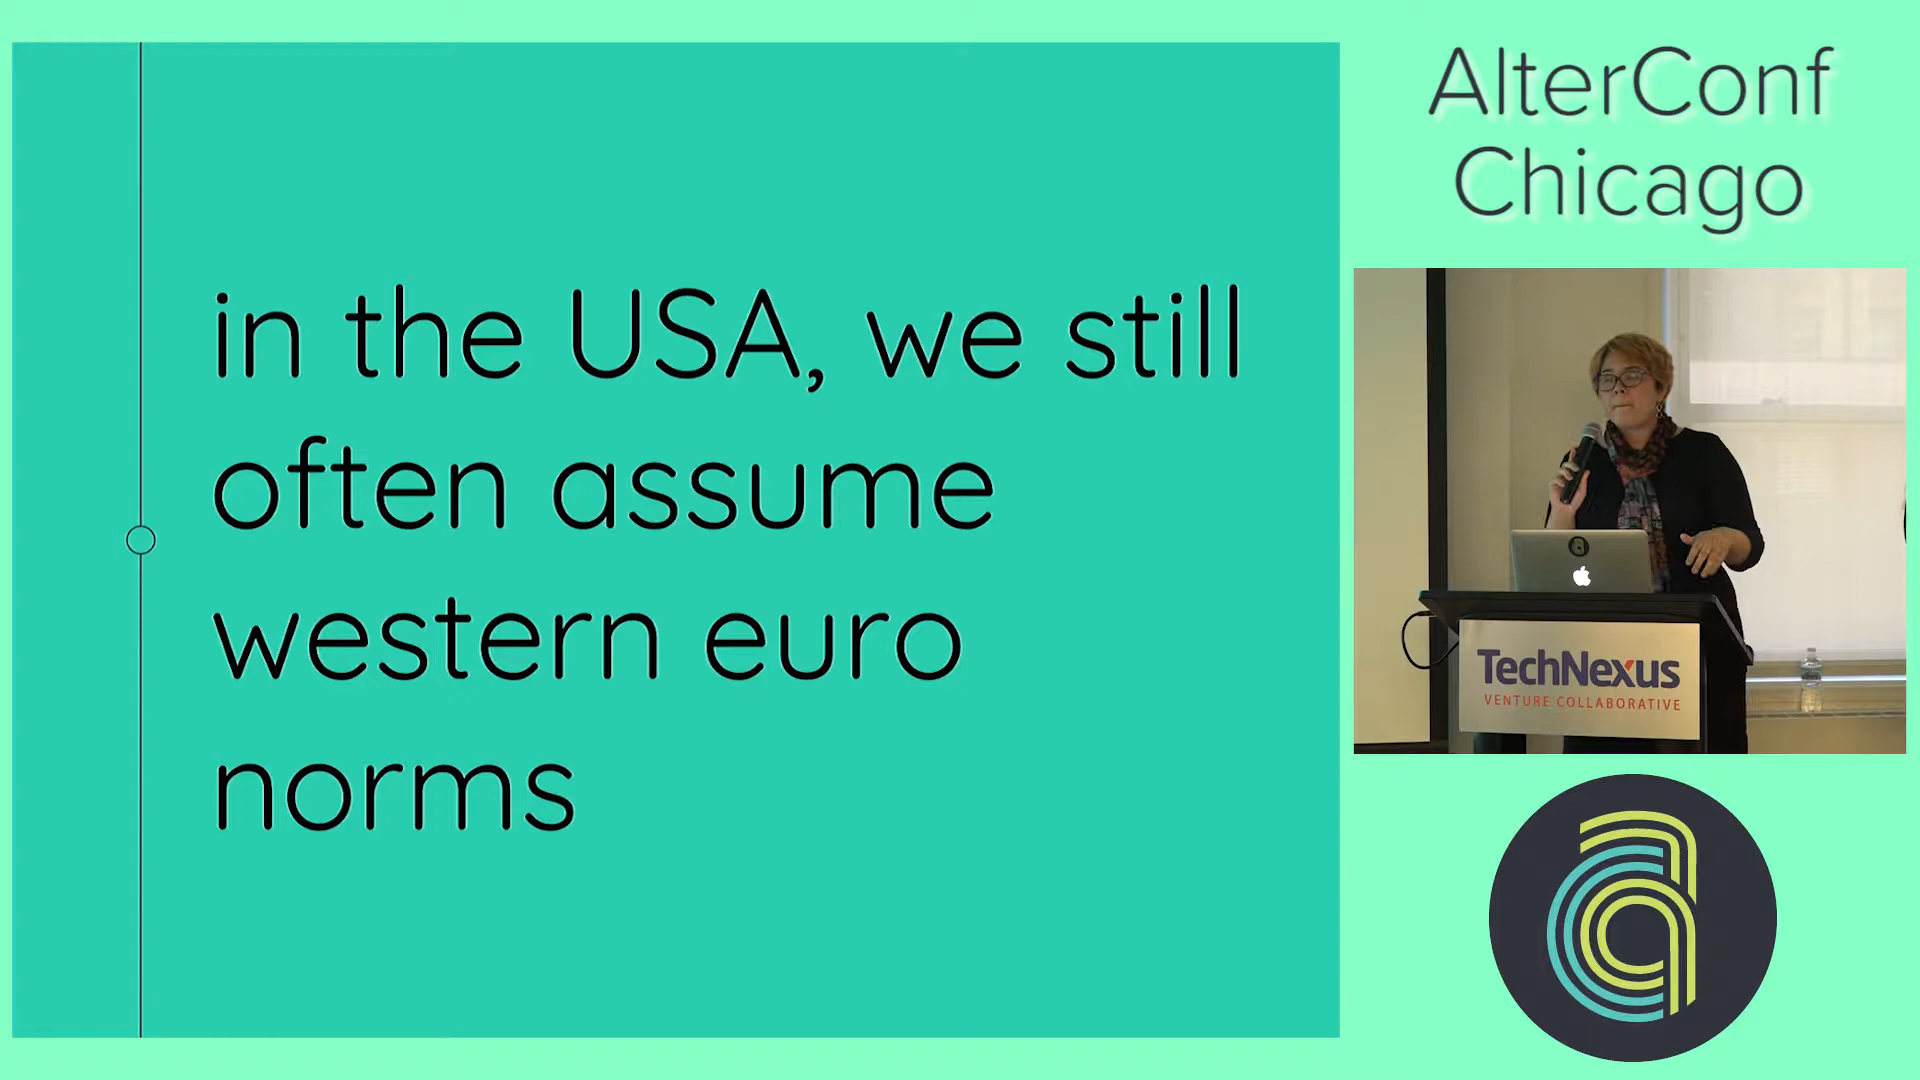 in the USA, we still
often assume
western euro
norms
AlterConf
Chicago
TechNexus
VENTURE COLLABORATIVE